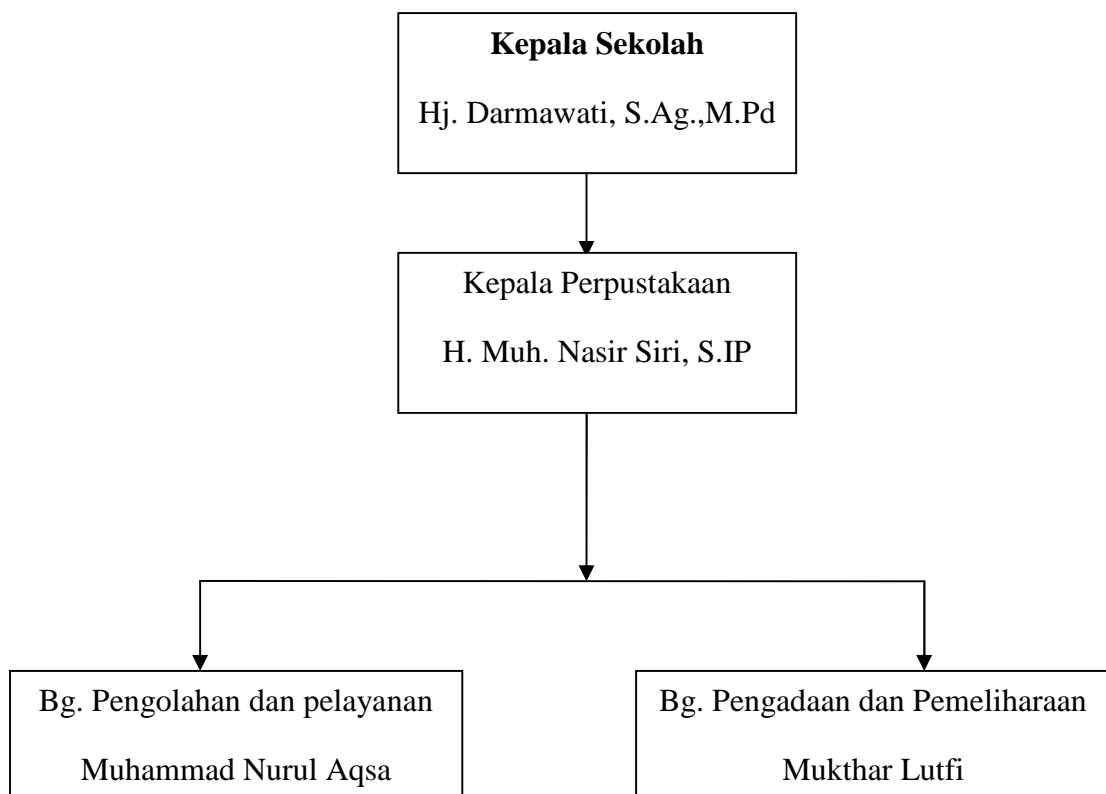 Kepala Sekolah
Hj. Darmawati, S.Ag.,M.Pd
Kepala Perpustakaan
H. Muh. Nasir Siri, S.IP
Bg. Pengolahan dan pelayanan
Muhammad Nurul Aqsa
Bg. Pengadaan dan Pemeliharaan
Mukthar Lutfi